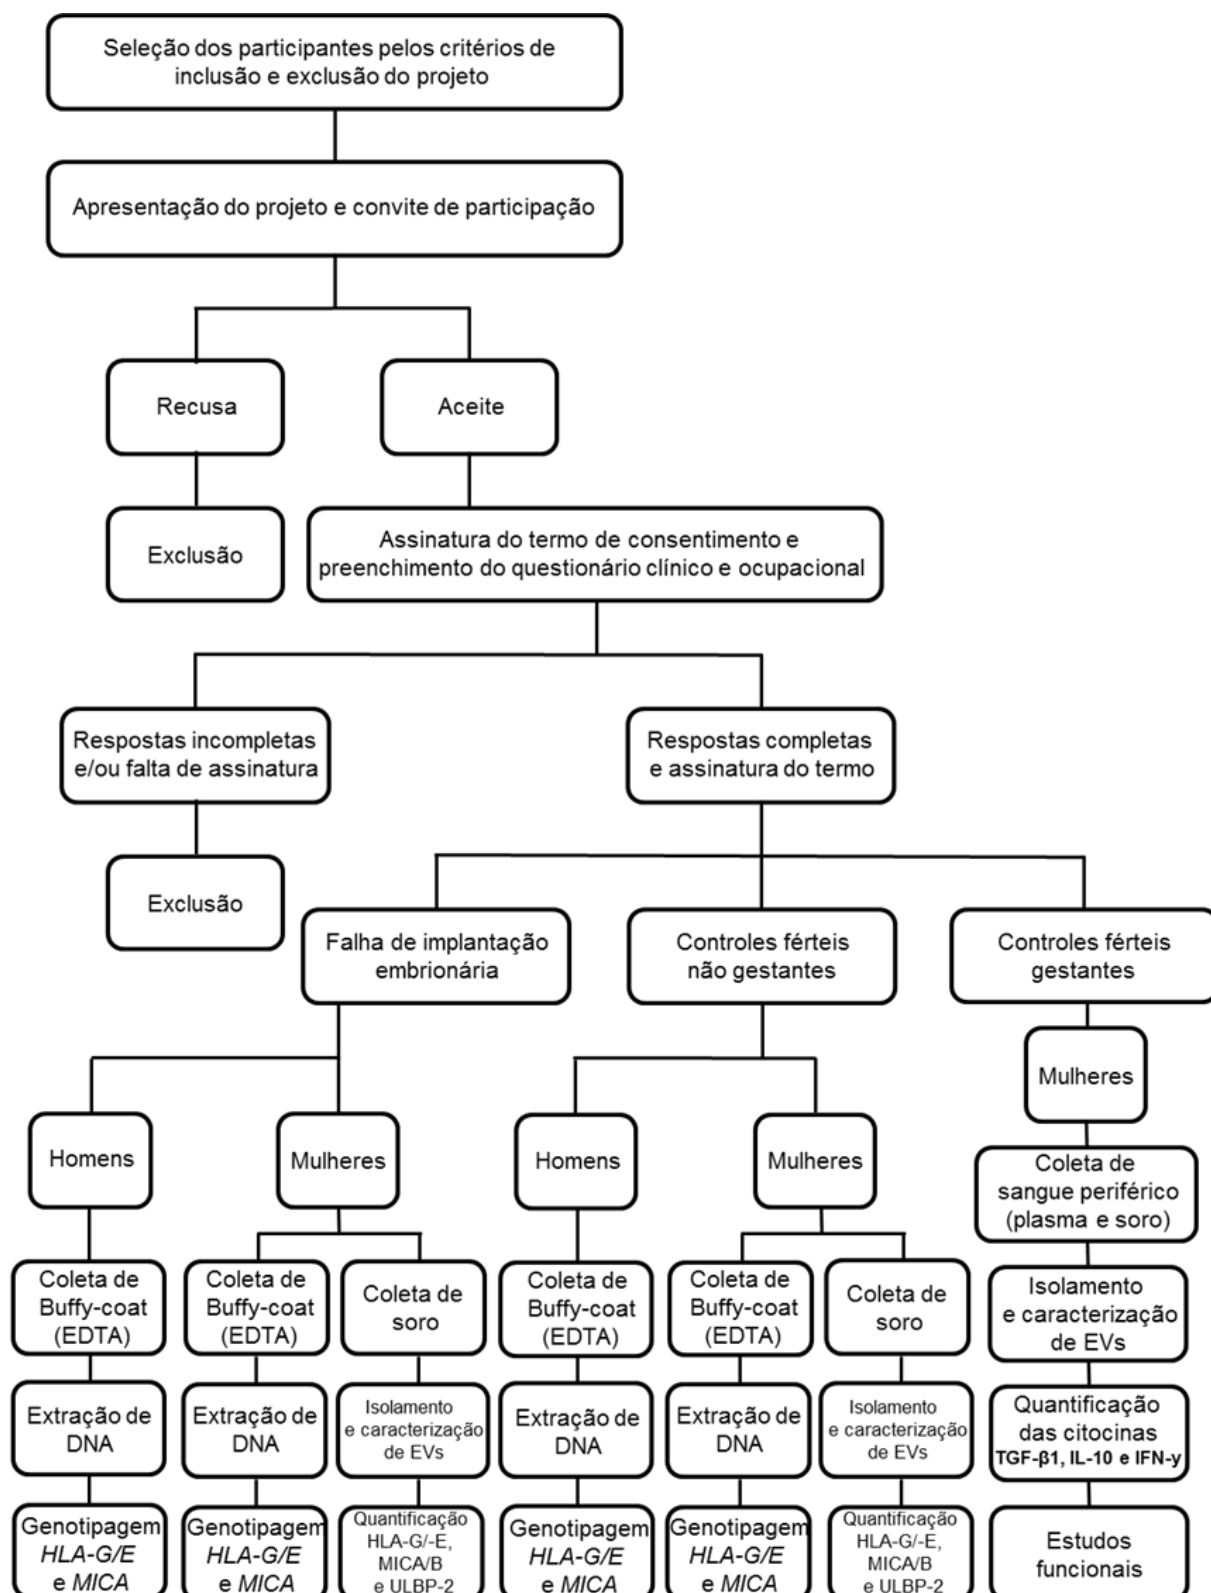 Seleção dos participantes pelos critérios de
inclusão e exclusão do projeto
Apresentação do projeto e convite de participação
Recusa
Aceite
Exclusão
Assinatura do termo de consentimento e
preenchimento do questionário clínico e ocupacional
Respostas incompletas
e/ou falta de assinatura
Respostas completas
e assinatura do termo
Exclusão
Falha de implantação
embrionária
Controles férteis
não gestantes
Controles férteis
gestantes
Homens
Mulheres
Homens
Mulheres
Mulheres
Coleta de
Buffy-coat
(EDTA)
Coleta de
Buffy-coat
(EDTA)
Coleta de
soro
Coleta de
Buffy-coat
(EDTA)
Coleta de
Buffy-coat
(EDTA)
Coleta de
soro
Coleta de
sangue periférico
(plasma e soro)
Extração de
DNA
Extração de
DNA
Isolamento
e caracterização
de EVs
Extração de
DNA
Extração de
DNA
Isolamento
e caracterização
de EVs
Isolamento
e caracterização
de EVs
Genotipagem
HLA-G/E
e MICA
Genotipagem
HLA-G/E
e MICA
Quantificação
HLA-G/-E,
MICA/B
e ULBP-2
Genotipagem
HLA-G/E
e MICA
Genotipagem
HLA-G/E
e MICA
Quantificação
HLA-G/-E,
MICA/B
e ULBP-2
Quantificação
das citocinas
TGF-β1, IL-10 e IFN-y
Estudos
funcionais